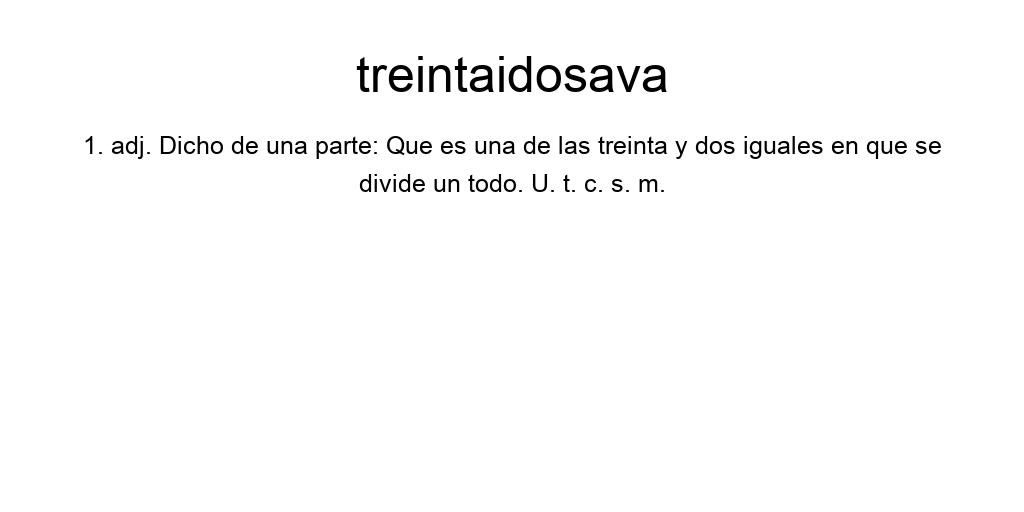 treintaidosava
1. adj. Dicho de una parte: Que es una de las treinta y dos iguales en que se
divide un todo. U. t. c. s. m.